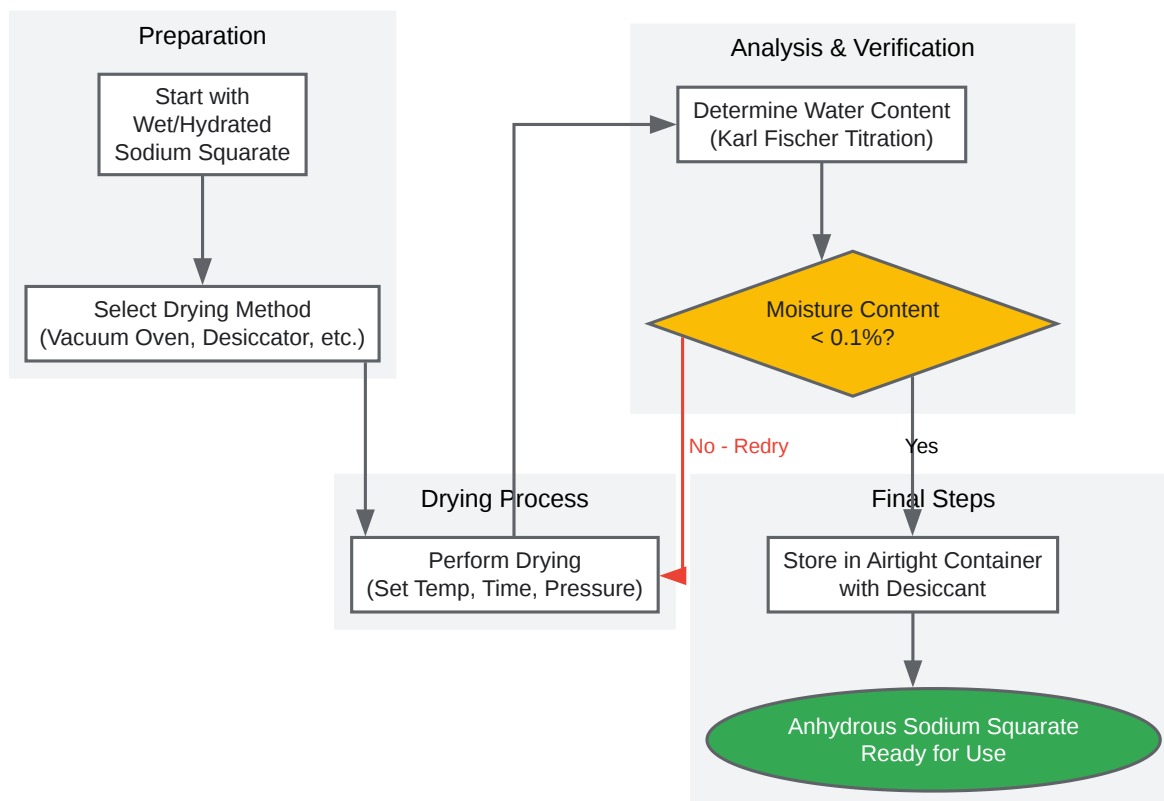 Preparation
Start with
Wet/Hydrated
Sodium Squarate
Select Drying Method
(Vacuum Oven, Desiccator, etc.)
Analysis & Verification
Determine Water Content
(Karl Fischer Titration)
Moisture Content
< 0.1%?
No - Redry
Yes
Drying Process
Perform Drying
(Set Temp, Time, Pressure)
Final Steps
Store in Airtight Container
with Desiccant
Anhydrous Sodium Squarate
Ready for Use